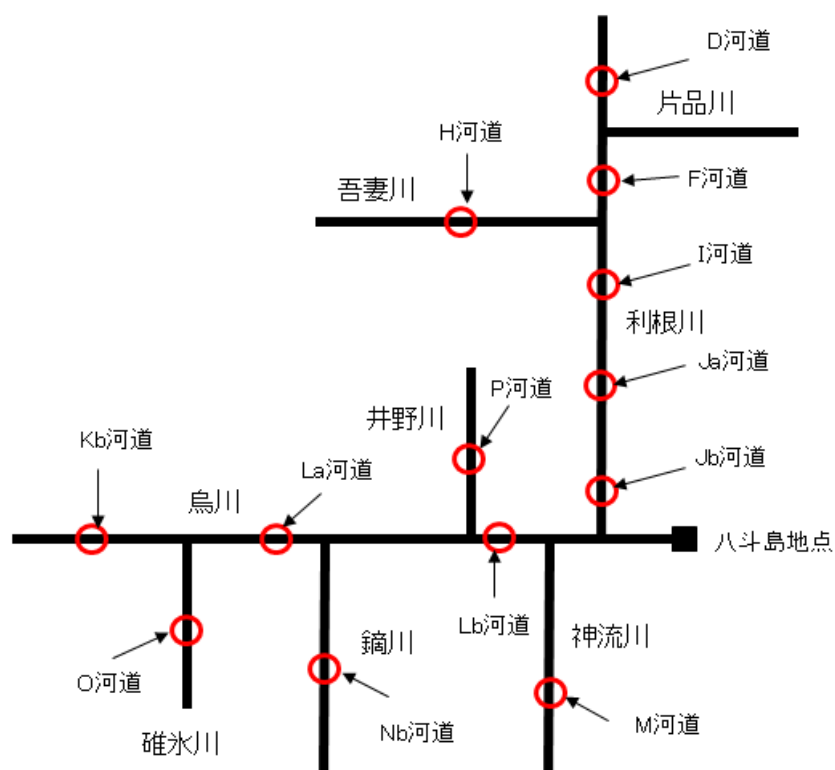 D河道
片品川
H河道
F河道
吾妻川
I河道
利根川
Ja河道
P河道
井野川
Kb河道
Jb河道
La河道
烏川
八斗島地点
Lb河道
神流川
鏑川
O河道
M河道
Nb河道
碓氷川